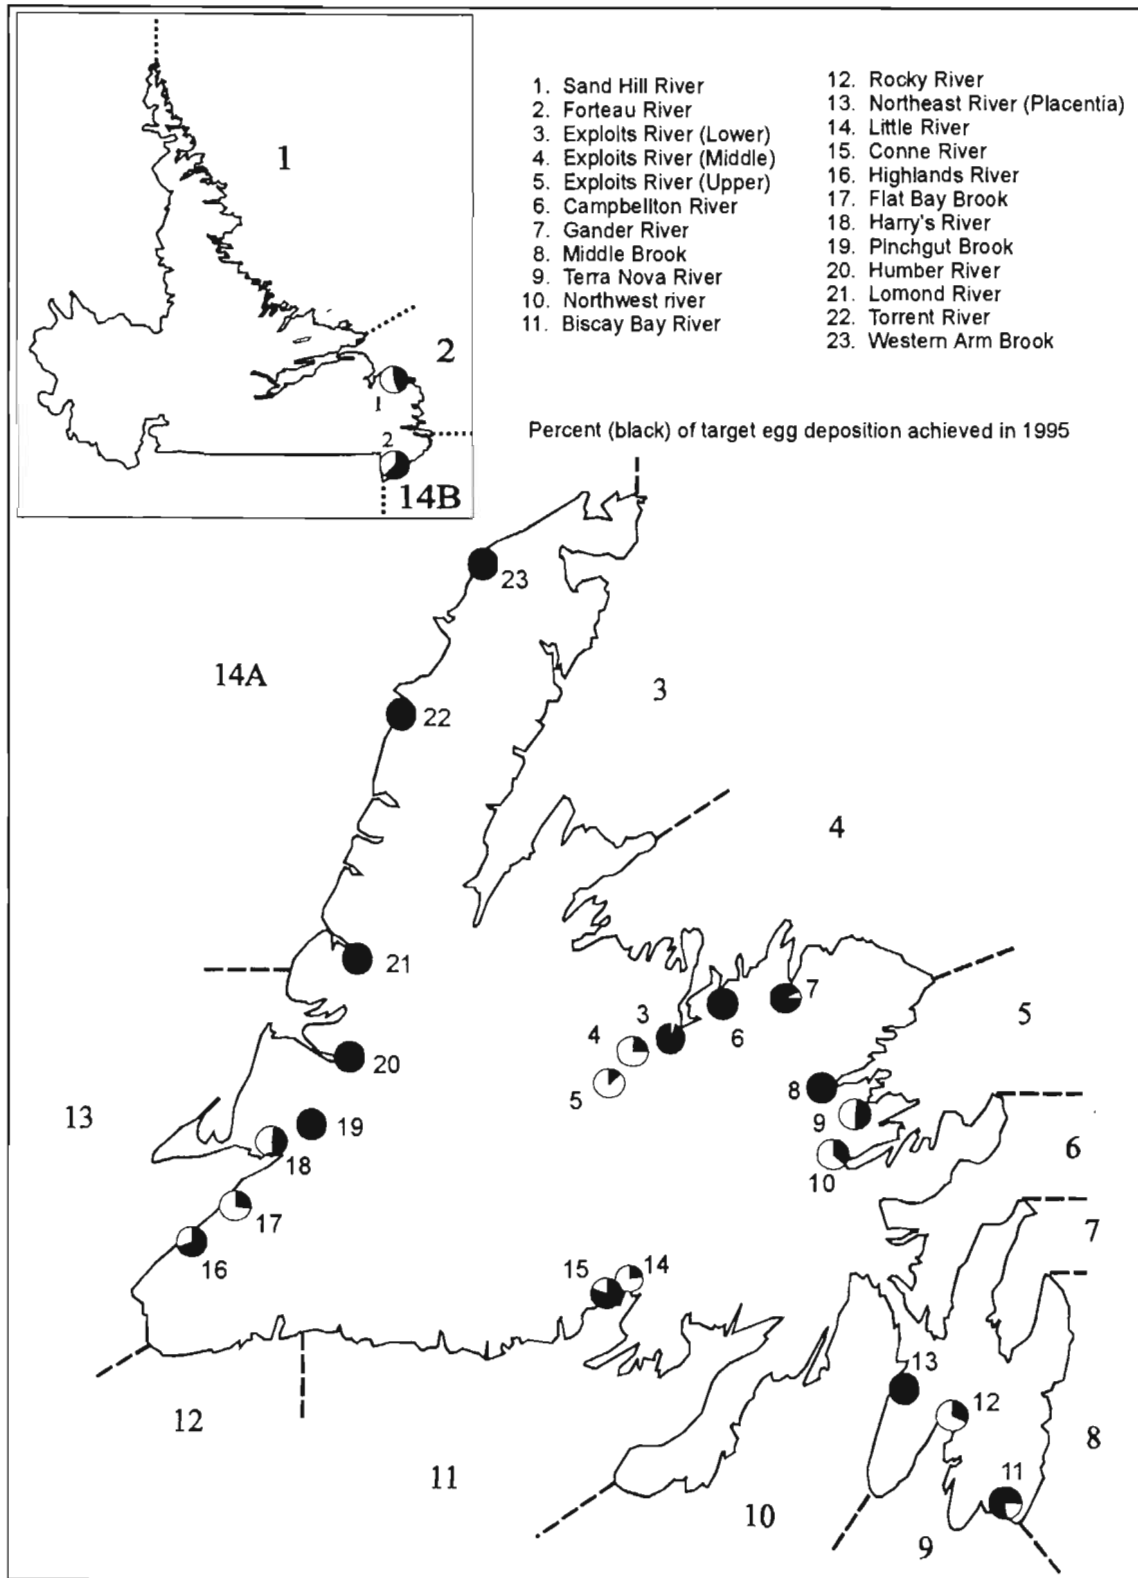 1
2
1
2
14B
1. Sand Hill River
2. Forteau River
3. Exploits River (Lower)
4. Exploits River (Middle)
5. Exploits River (Upper)
6. Campbellton River
7. Gander River
8. Middle Brook
9. Terra Nova River
10. Northwest river
11. Biscay Bay River
12. Rocky River
13. Northeast River (Placentia)
14. Little River
15. Conne River
16. Highlands River
17. Flat Bay Brook
18. Harry's River
19. Pinchgut Brook
20. Humber River
21. Lomond River
22. Torrent River
23. Western Arm Brook
Percent (black) of target egg deposition achieved in 1995
23
14A
3
22
4
21
7
3
6
4
5
5
20
8
13
19
9
6
18
10
17
7
16
15
14
13
12
12
8
11
11
10
9